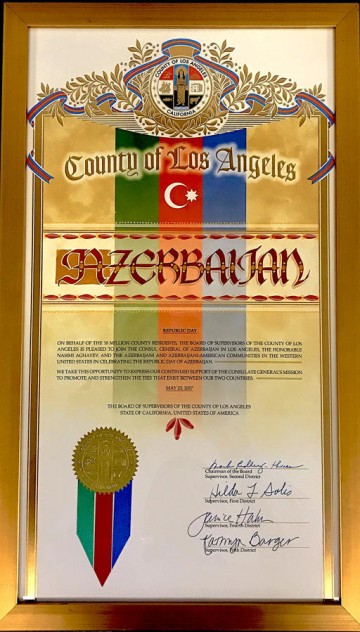 COUNTY OF LOS ANGELES
CALIFORNIA
County of Los Angeles
AZERBAIJAN
REPUBLIC DAY
ON BEHALF OF THE 10 MILLION COUNTY RESIDENTS, THE BOARD OF SUPERVISORS OF THE COUNTY OF LOS
ANGELES IS PLEASED TO JOIN THE CONSUL GENERAL OF AZERBAIJAN IN LOS ANGELES, THE HONORABLE
NASIMI AGHAYEV, AND THE AZERBAIJANI AND AZERBAIJANI-AMERICAN COMMUNITIES IN THE WESTERN
UNITED STATES IN CELEBRATING THE REPUBLIC DAY OF AZERBAIJAN.
WE TAKE THIS OPPORTUNITY TO EXPRESS OUR CONTINUED SUPPORT OF THE CONSULATE GENERAL'S MISSION
TO PROMOTE AND STRENGTHEN THE TIES THAT EXIST BETWEEN OUR TWO COUNTRIES.
MAY 23, 2017
THE BOARD OF SUPERVISORS OF THE COUNTY OF LOS ANGELES
STATE OF CALIFORNIA, UNITED STATES OF AMERICA
Chairman of the Board
Supervisor, Second District
Hilda L Solis
Supervisor, First District
Janice Hahn
Supervisor, Fourth District
Kathryn Barger
Supervisor, Fifth District